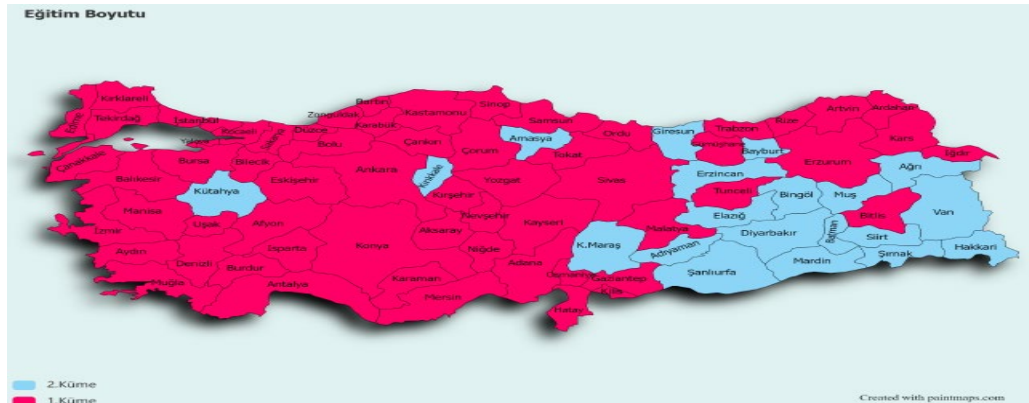 Eğitim Boyutu
Kırklareli
Edirne
Tekirdağ
İstanbul
Kocaeli
Yalova
Sakarya
Düzce
Zonguldak
Bartın
Karabük
Kastamonu
Sinop
Samsun
Ordu
Giresun
Trabzon
Rize
Artvin
Ardahan
Kars
Iğdır
Çanakkale
Balıkesir
Bursa
Bilecik
Bolu
Çankırı
Çorum
Amasya
Tokat
Gümüşhane
Bayburt
Erzurum
Erzincan
Ağrı
Kütahya
Eskişehir
Ankara
Kırıkkale
Kırşehir
Yozgat
Sivas
Tunceli
Bingöl
Muş
Manisa
Uşak
Afyon
Nevşehir
Kayseri
Malatya
Elazığ
Diyarbakır
Batman
Bitlis
Van
İzmir
Aydın
Denizli
Isparta
Konya
Aksaray
Niğde
K.Maraş
Adıyaman
Siirt
Şırnak
Hakkari
Muğla
Burdur
Antalya
Karaman
Mersin
Adana
Osmaniye
Gaziantep
Kilis
Hatay
Şanlıurfa
Mardin
2.Küme
1.Küme
Created with paintmaps.com